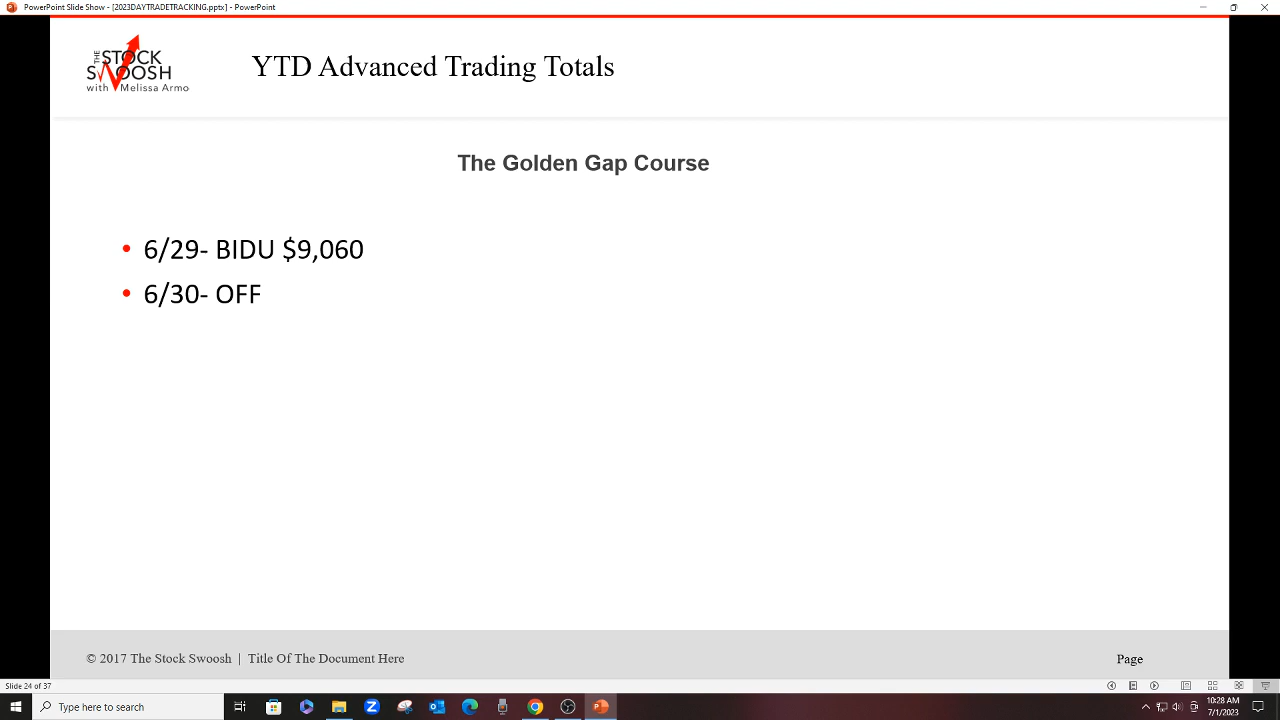 PowerPoint Slide Show - [2023DAYTRADETRACKING.pptx] - PowerPoint
THE STOCK
SWOOSH
with Melissa Armo
YTD Advanced Trading Totals
The Golden Gap Course
• 6/29- BIDU $9,060
• 6/30- OFF
© 2017 The Stock Swoosh | Title Of The Document Here
Page
Slide 24 of 37
Type here to search
10:28 AM
7/1/2023